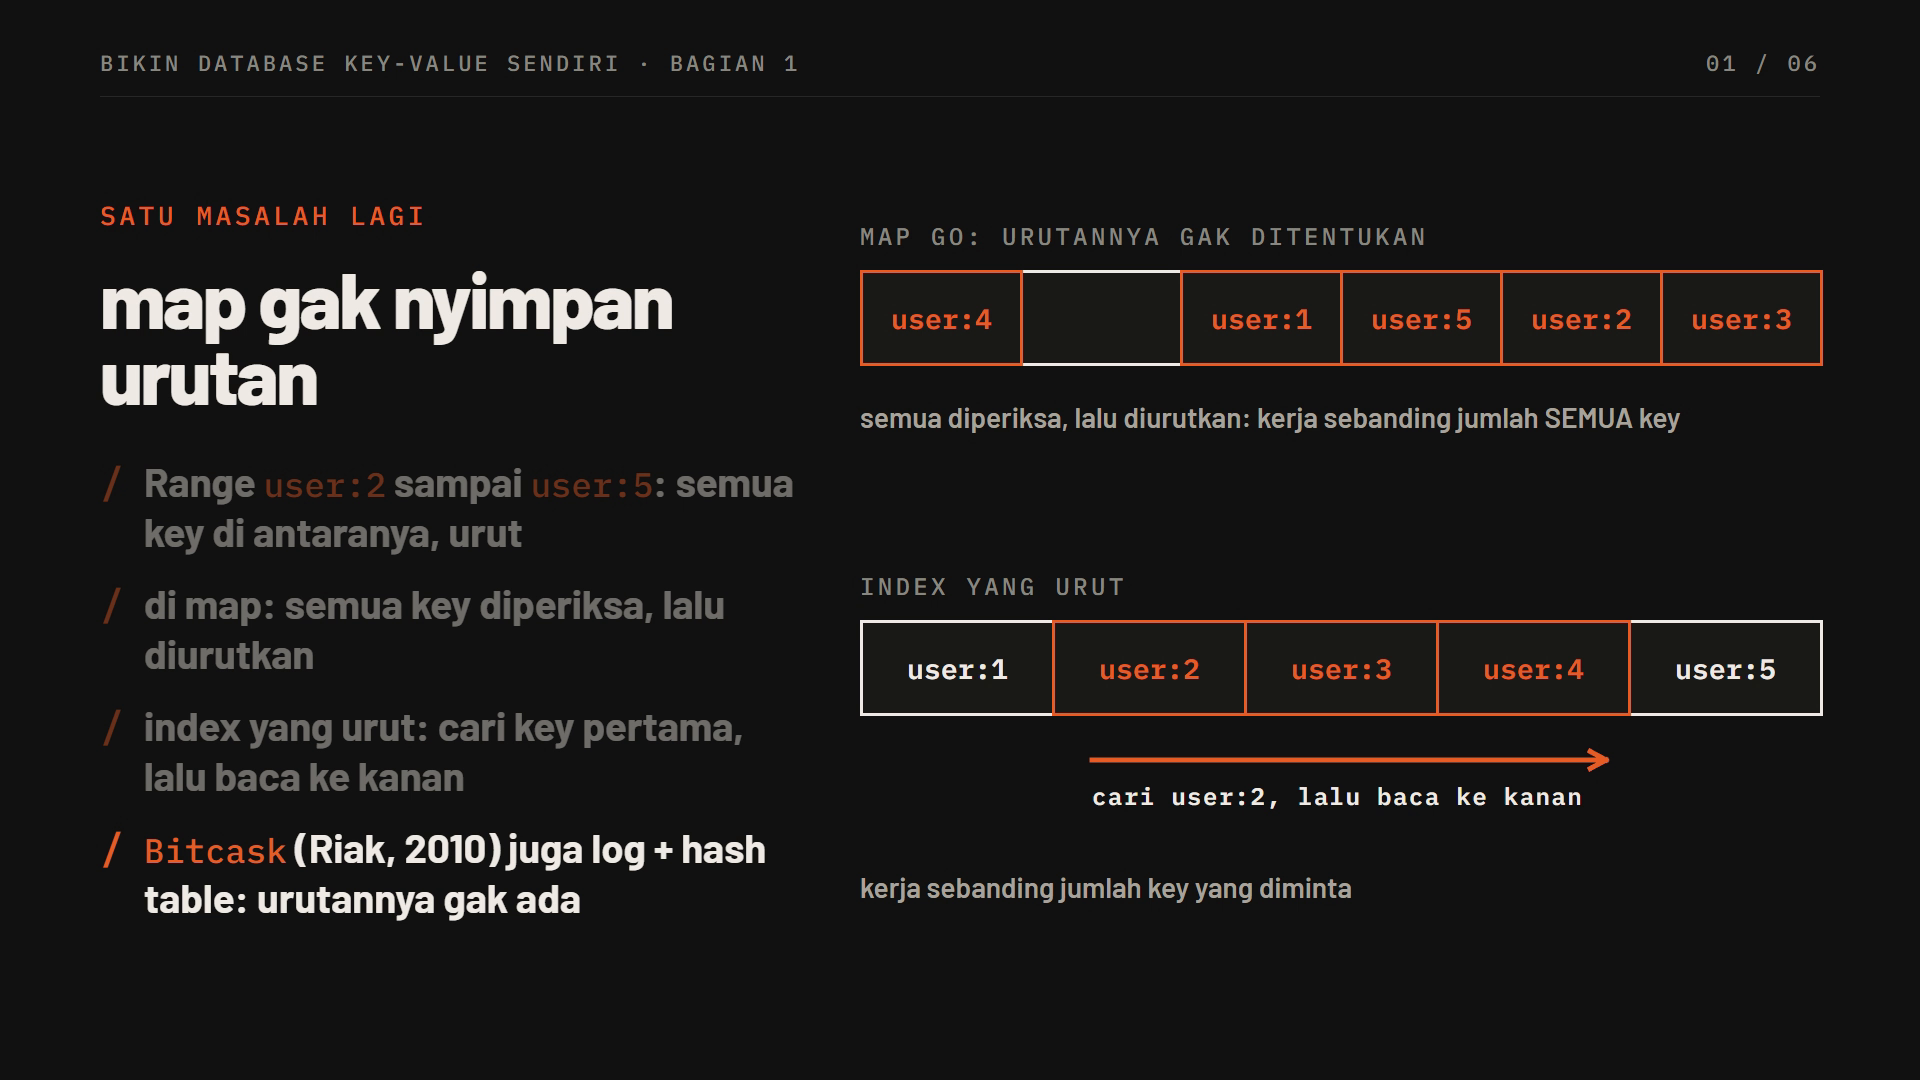 BIKIN DATABASE KEY-VALUE SENDIRI · BAGIAN 1
01 / 06
SATU MASALAH LAGI
map gak nyimpan
urutan
/ Range user:2 sampai user:5: semua
key di antaranya, urut
/ di map: semua key diperiksa, lalu
diurutkan
/ index yang urut: cari key pertama,
lalu baca ke kanan
/ Bitcask (Riak, 2010) juga log + hash
table: urutannya gak ada
MAP GO: URUTANNYA GAK DITENTUKAN
user:4 user:1 user:5 user:2 user:3
semua diperiksa, lalu diurutkan: kerja sebanding jumlah SEMUA key
INDEX YANG URUT
user:1 user:2 user:3 user:4 user:5
cari user:2, lalu baca ke kanan
kerja sebanding jumlah key yang diminta